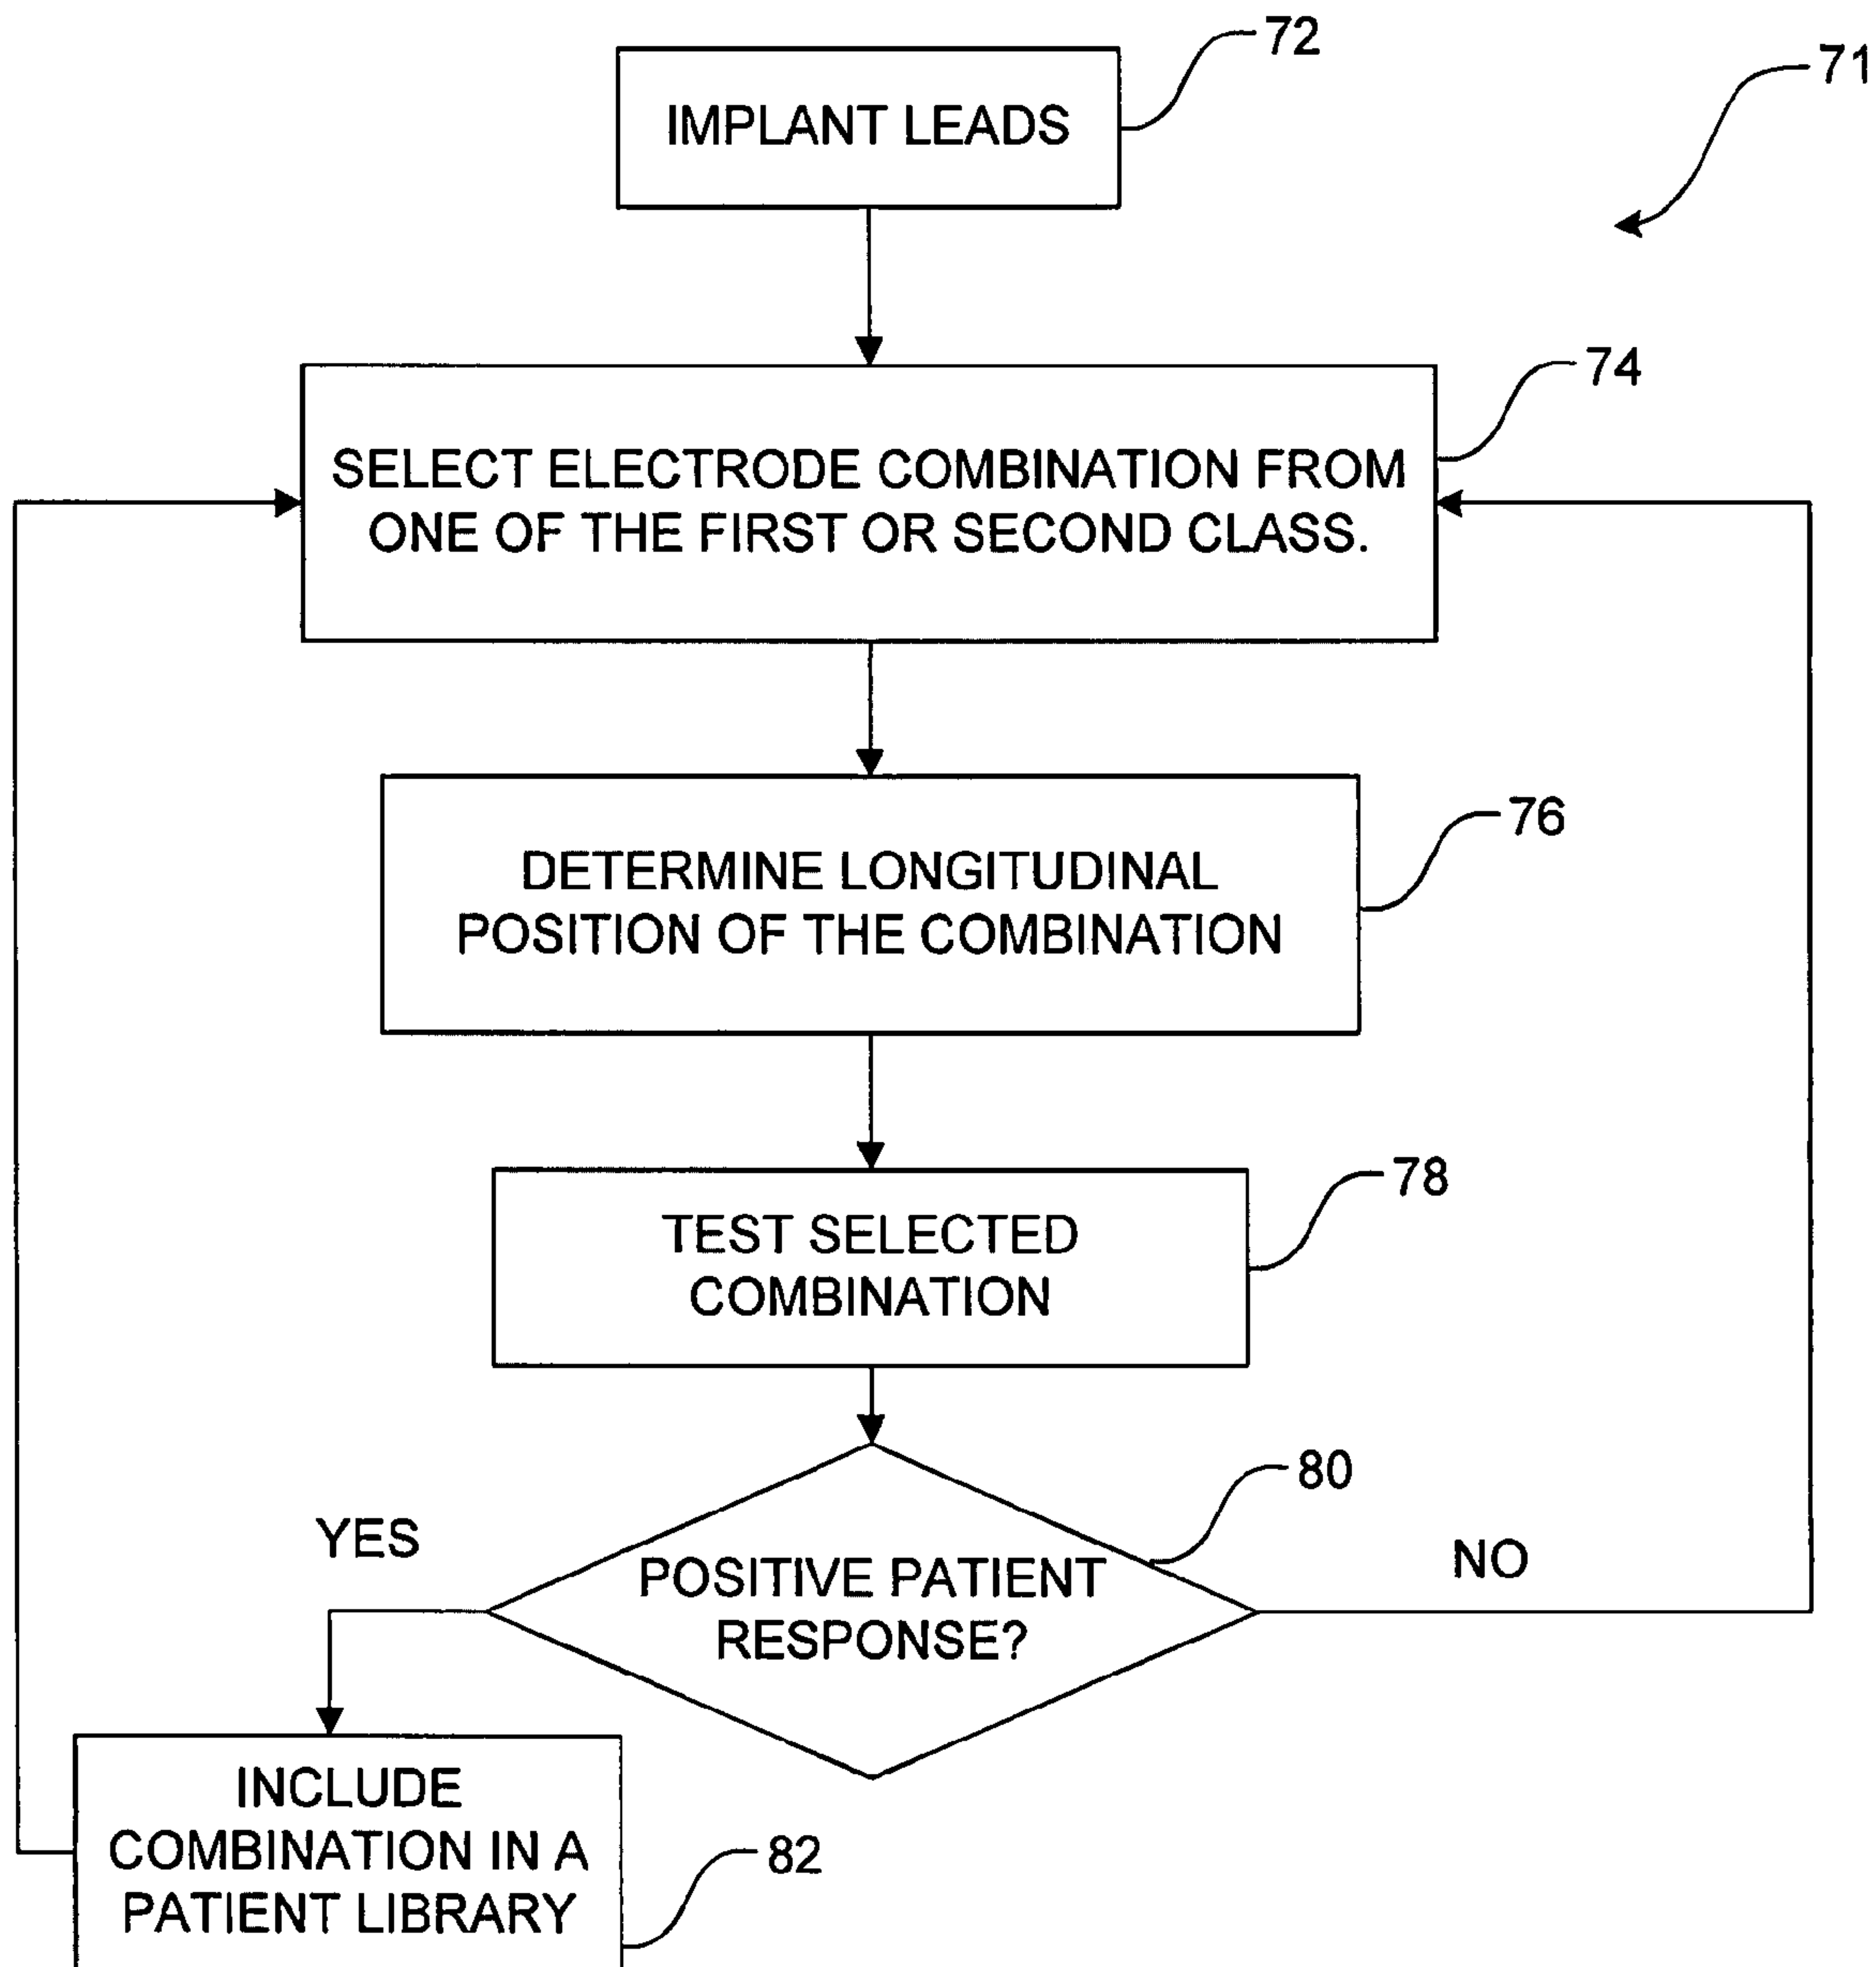 72
71
IMPLANT LEADS
74
SELECT ELECTRODE COMBINATION FROM
ONE OF THE FIRST OR SECOND CLASS.
76
DETERMINE LONGITUDINAL
POSITION OF THE COMBINATION
78
TEST SELECTED
COMBINATION
80
YES
NO
POSITIVE PATIENT
RESPONSE?
INCLUDE
COMBINATION IN A
PATIENT LIBRARY
82